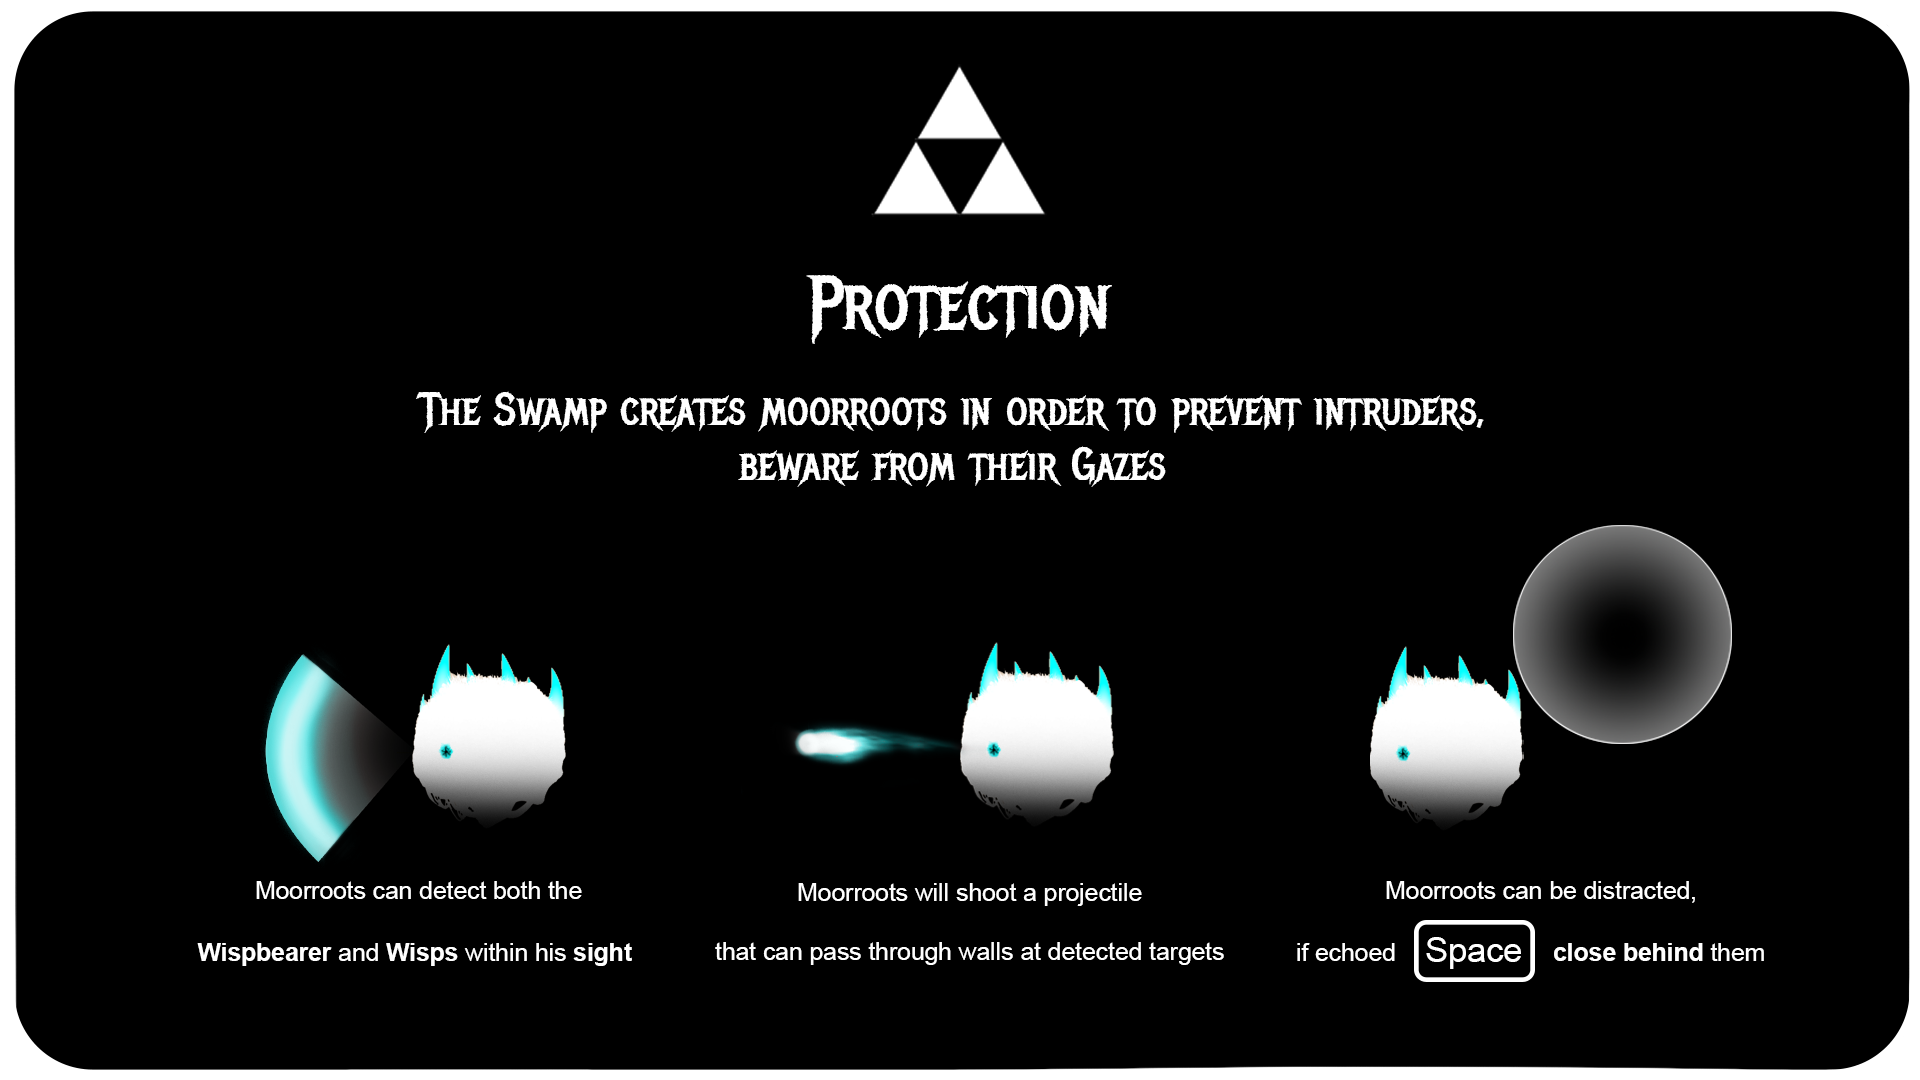 Protection
The Swamp creates moorroots in order to prevent intruders,
beware from their Gazes
Moorroots can detect both the
Wispbearer and Wisps within his sight
Moorroots will shoot a projectile
that can pass through walls at detected targets
Moorroots can be distracted,
if echoed Space close behind them